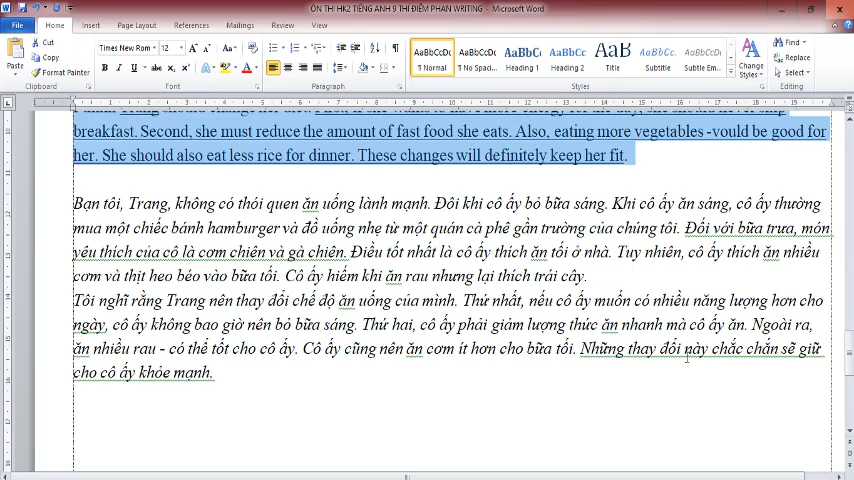 ÔN THI HK2 TIẾNG ANH 9 THÍ ĐIỂM PHAN WRITING - Microsoft Word
File Home Insert Page Layout References Mailings Review View
Cut
Copy
Format Painter
Paste
Clipboard
Times New Rom 12
Font
Paragraph
AaBbCcDc AaBbCcDc AaBbC AaBbCc AaB AaBbCc. AaBbCcDc
¶ Normal ¶ No Spaci... Heading 1 Heading 2 Title Subtitle Subtle Em...
Styles
Change Styles
Find
Replace
Select
Editing
breakfast. Second, she must reduce the amount of fast food she eats. Also, eating more vegetables -vould be good for
her. She should also eat less rice for dinner. These changes will definitely keep her fit.
Bạn tôi, Trang, không có thói quen ăn uống lành mạnh. Đôi khi cô ấy bỏ bữa sáng. Khi cô ấy ăn sáng, cô ấy thường
mua một chiếc bánh hamburger và đồ uống nhẹ từ một quán cà phê gần trường của chúng tôi. Đối với bữa trưa, món
yêu thích của cô là cơm chiên và gà chiên. Điều tốt nhất là cô ấy thích ăn tối ở nhà. Tuy nhiên, cô ấy thích ăn nhiều
cơm và thịt heo béo vào bữa tối. Cô ấy hiếm khi ăn rau nhưng lại thích trái cây.
Tôi nghĩ rằng Trang nên thay đổi chế độ ăn uống của mình. Thứ nhất, nếu cô ấy muốn có nhiều năng lượng hơn cho
ngày, cô ấy không bao giờ nên bỏ bữa sáng. Thứ hai, cô ấy phải giảm lượng thức ăn nhanh mà cô ấy ăn. Ngoài ra,
ăn nhiều rau - có thể tốt cho cô ấy. Cô ấy cũng nên ăn cơm ít hơn cho bữa tối. Những thay đổi này chắc chắn sẽ giữ
cho cô ấy khỏe mạnh.